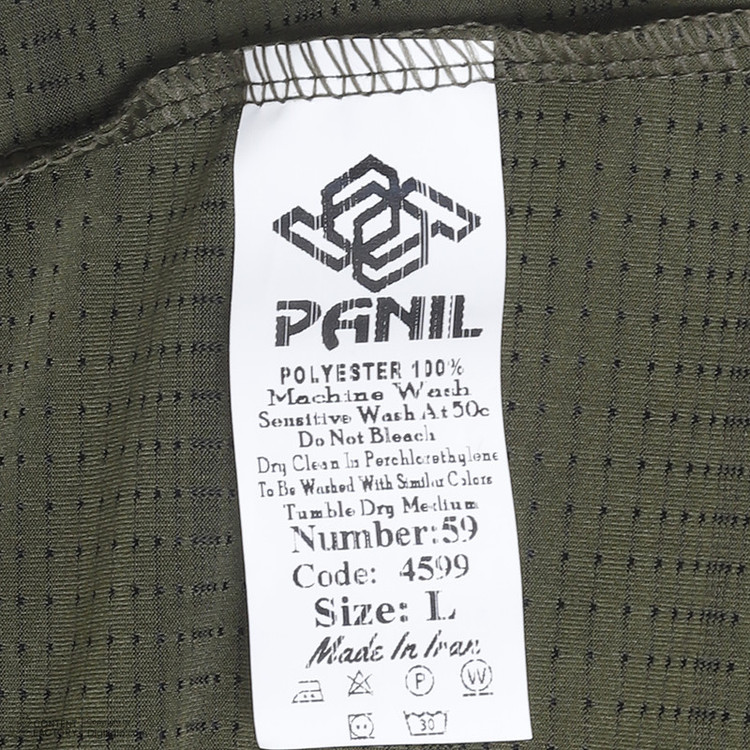 PANIL
POLYESTER 100%
Machine Wash
Sensitive Wash At 50c
Do Not Bleach
Dry Clean In Perchlorethylene
To Be Washed With Similar Colors
Tumble Dry Medium
Number:59
Code: 4599
Size: L
Made In Iran
P W
30